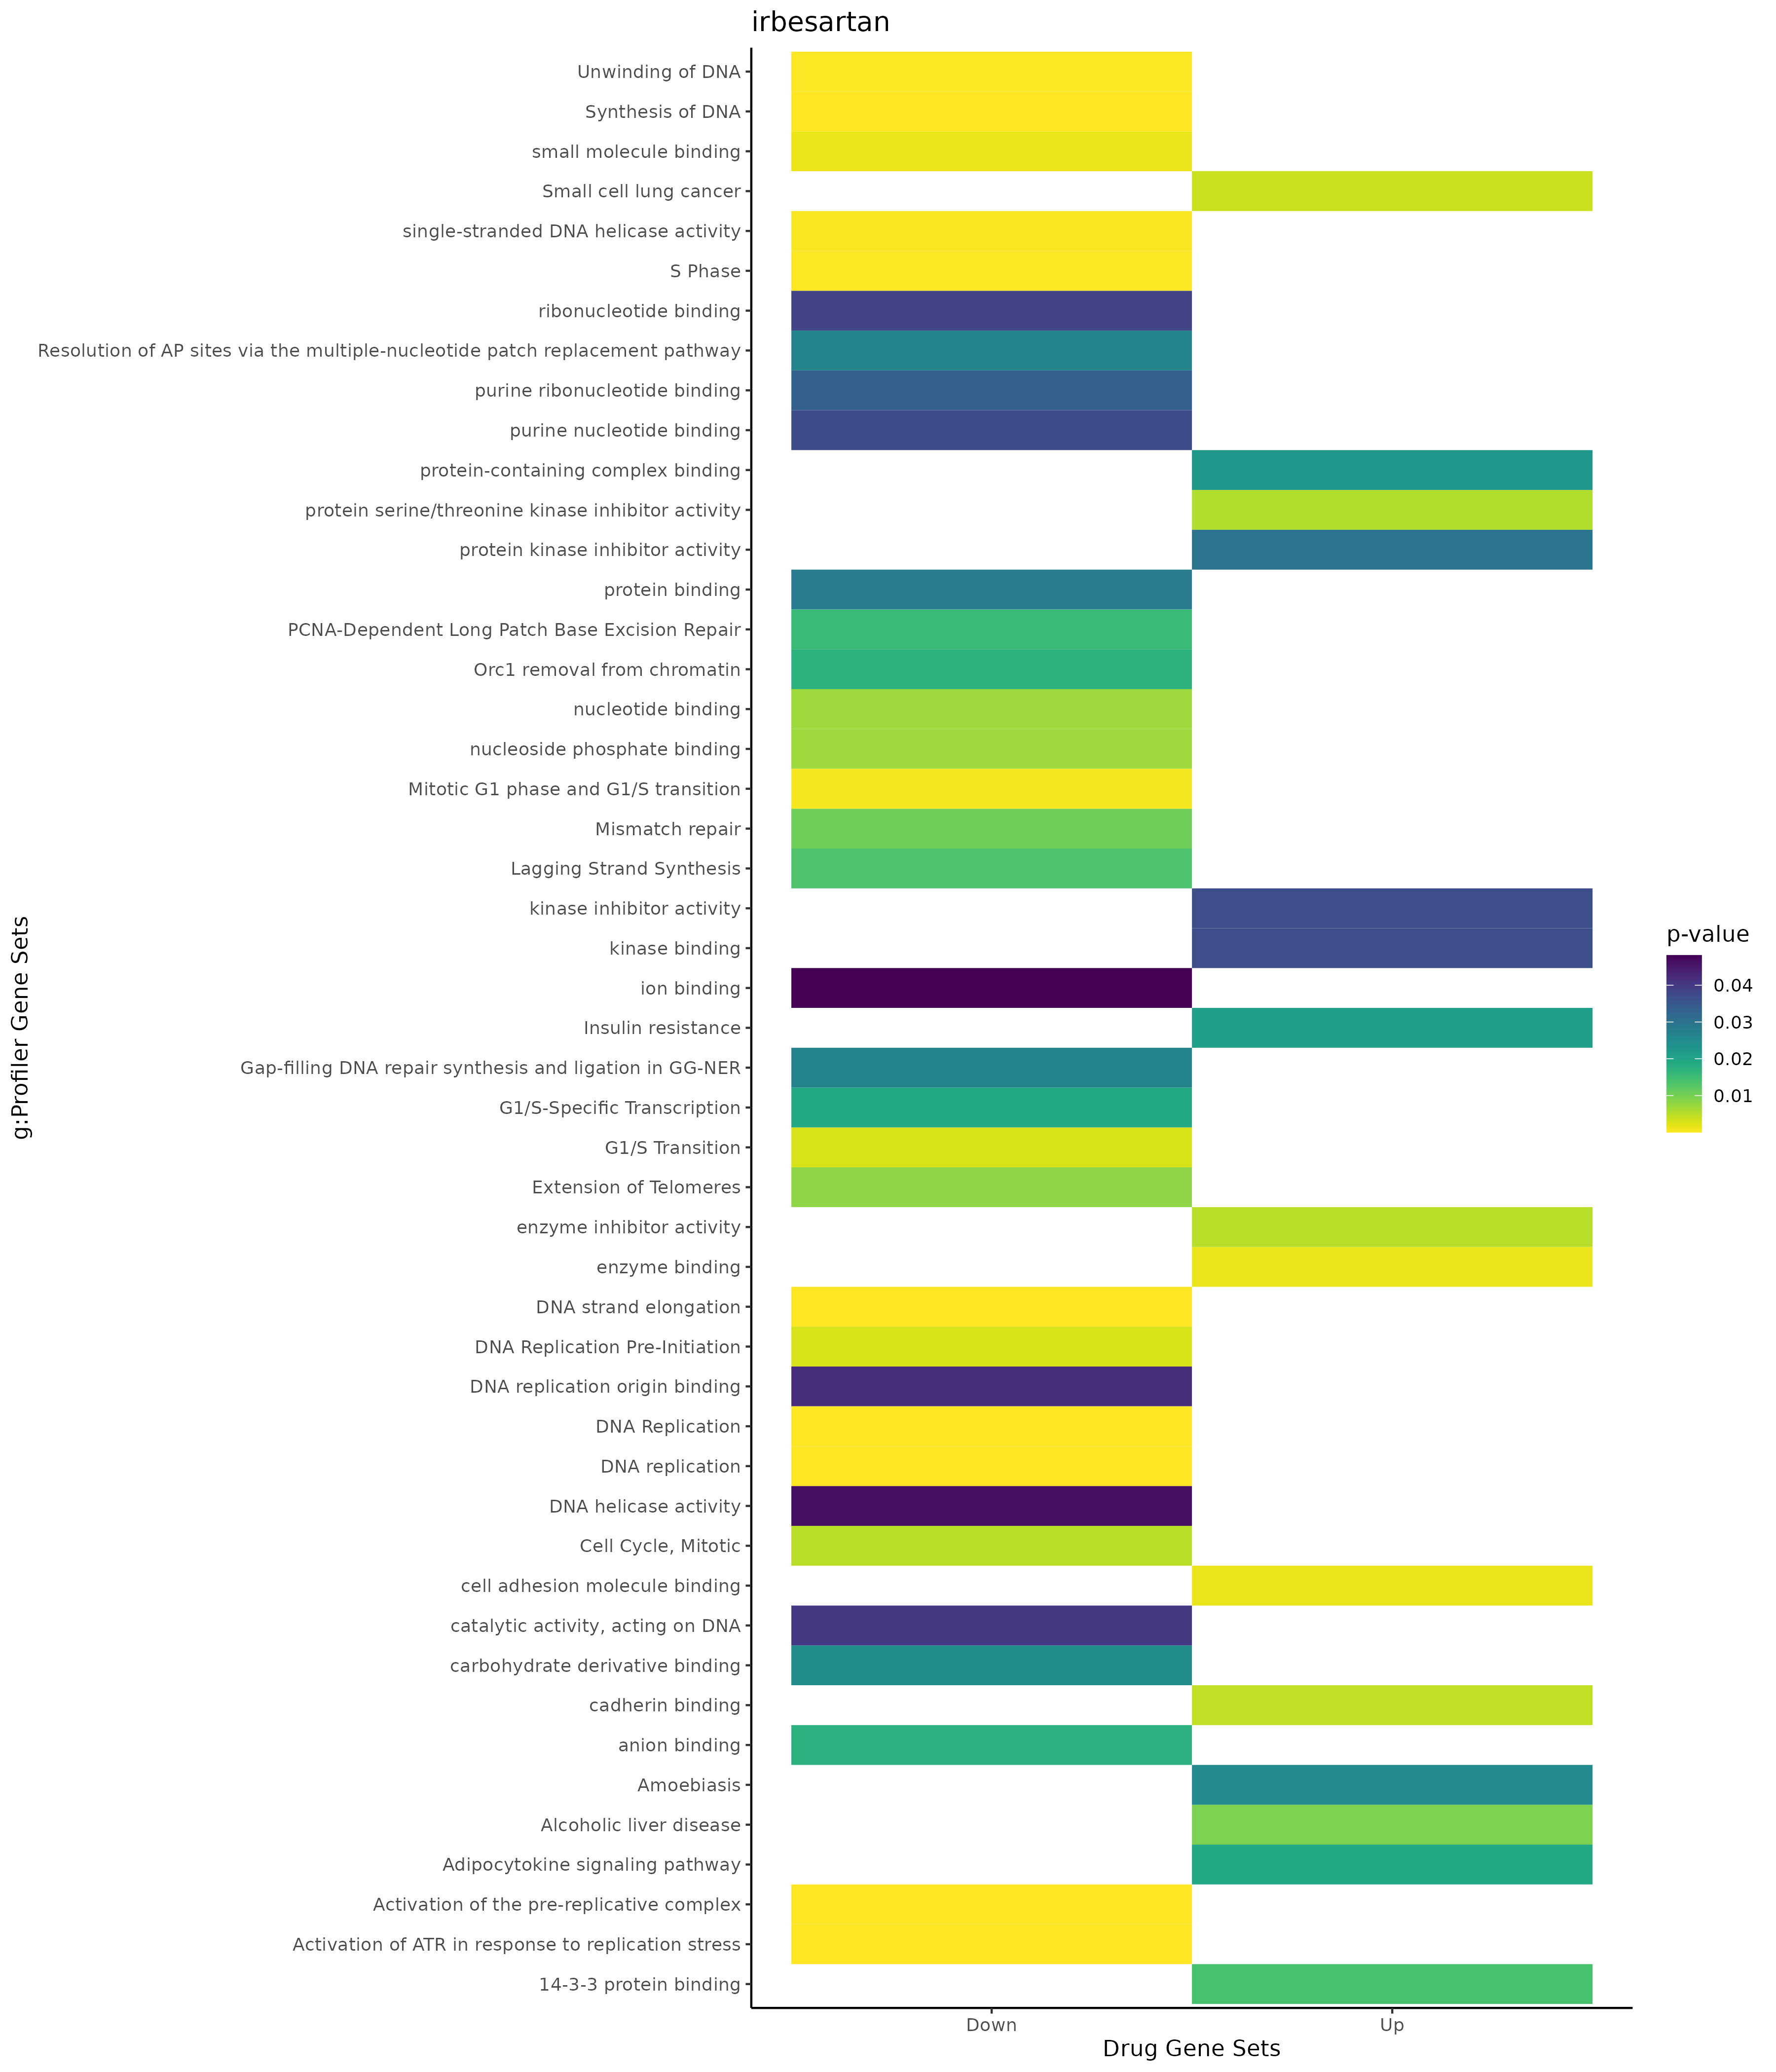 irbesartan
Unwinding of DNA
Synthesis of DNA
small molecule binding
Small cell lung cancer
single-stranded DNA helicase activity
S Phase
ribonucleotide binding
Resolution of AP sites via the multiple-nucleotide patch replacement pathway
purine ribonucleotide binding
purine nucleotide binding
protein-containing complex binding
protein serine/threonine kinase inhibitor activity
protein kinase inhibitor activity
protein binding
PCNA-Dependent Long Patch Base Excision Repair
Orc1 removal from chromatin
nucleotide binding
nucleoside phosphate binding
Mitotic G1 phase and G1/S transition
Mismatch repair
Lagging Strand Synthesis
kinase inhibitor activity
kinase binding
ion binding
Insulin resistance
Gap-filling DNA repair synthesis and ligation in GG-NER
G1/S-Specific Transcription
G1/S Transition
Extension of Telomeres
enzyme inhibitor activity
enzyme binding
DNA strand elongation
DNA Replication Pre-Initiation
DNA replication origin binding
DNA Replication
DNA replication
DNA helicase activity
Cell Cycle, Mitotic
cell adhesion molecule binding
catalytic activity, acting on DNA
carbohydrate derivative binding
cadherin binding
anion binding
Amoebiasis
Alcoholic liver disease
Adipocytokine signaling pathway
Activation of the pre-replicative complex
Activation of ATR in response to replication stress
14-3-3 protein binding
g:Profiler Gene Sets
Down
Up
Drug Gene Sets
p-value
0.04
0.03
0.02
0.01